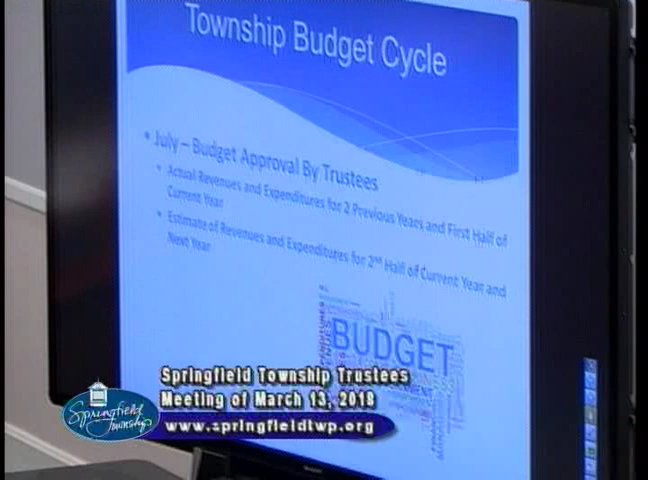 Township Budget Cycle
• July – Budget Approval By Trustees
• Actual Revenues and Expenditures for 2 Previous Years and First Half of
Current Year
• Estimate of Revenues and Expenditures for 2nd Half of Current Year and
Next Year
BUDGET
Springfield Township Trustees
Meeting of March 13, 2018
www.springfieldtwp.org
Springfield
Township